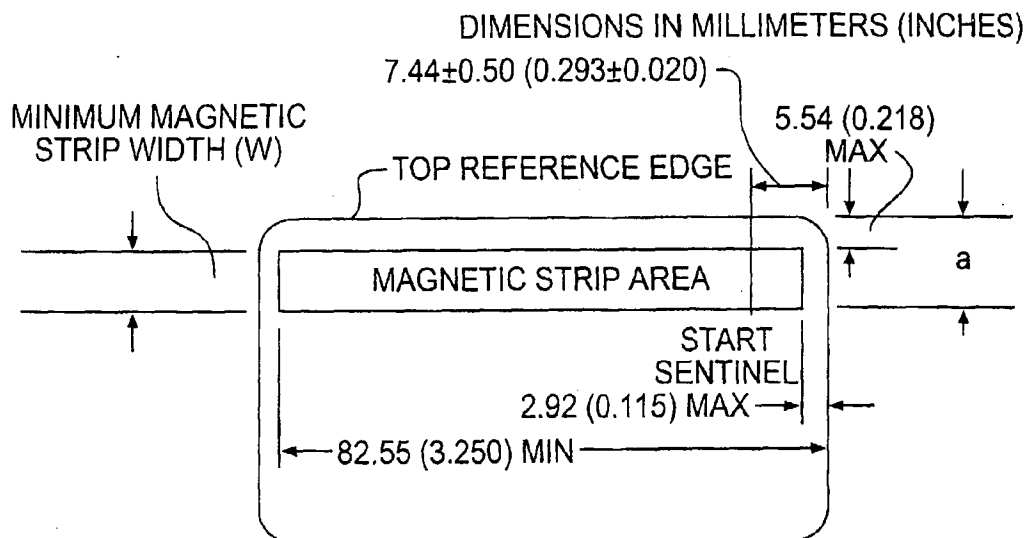 DIMENSIONS IN MILLIMETERS (INCHES)
7.44±0.50 (0.293±0.020)
MINIMUM MAGNETIC
STRIP WIDTH (W)
5.54 (0.218)
MAX
TOP REFERENCE EDGE
a
MAGNETIC STRIP AREA
START
SENTINEL
2.92 (0.115) MAX
82.55 (3.250) MIN